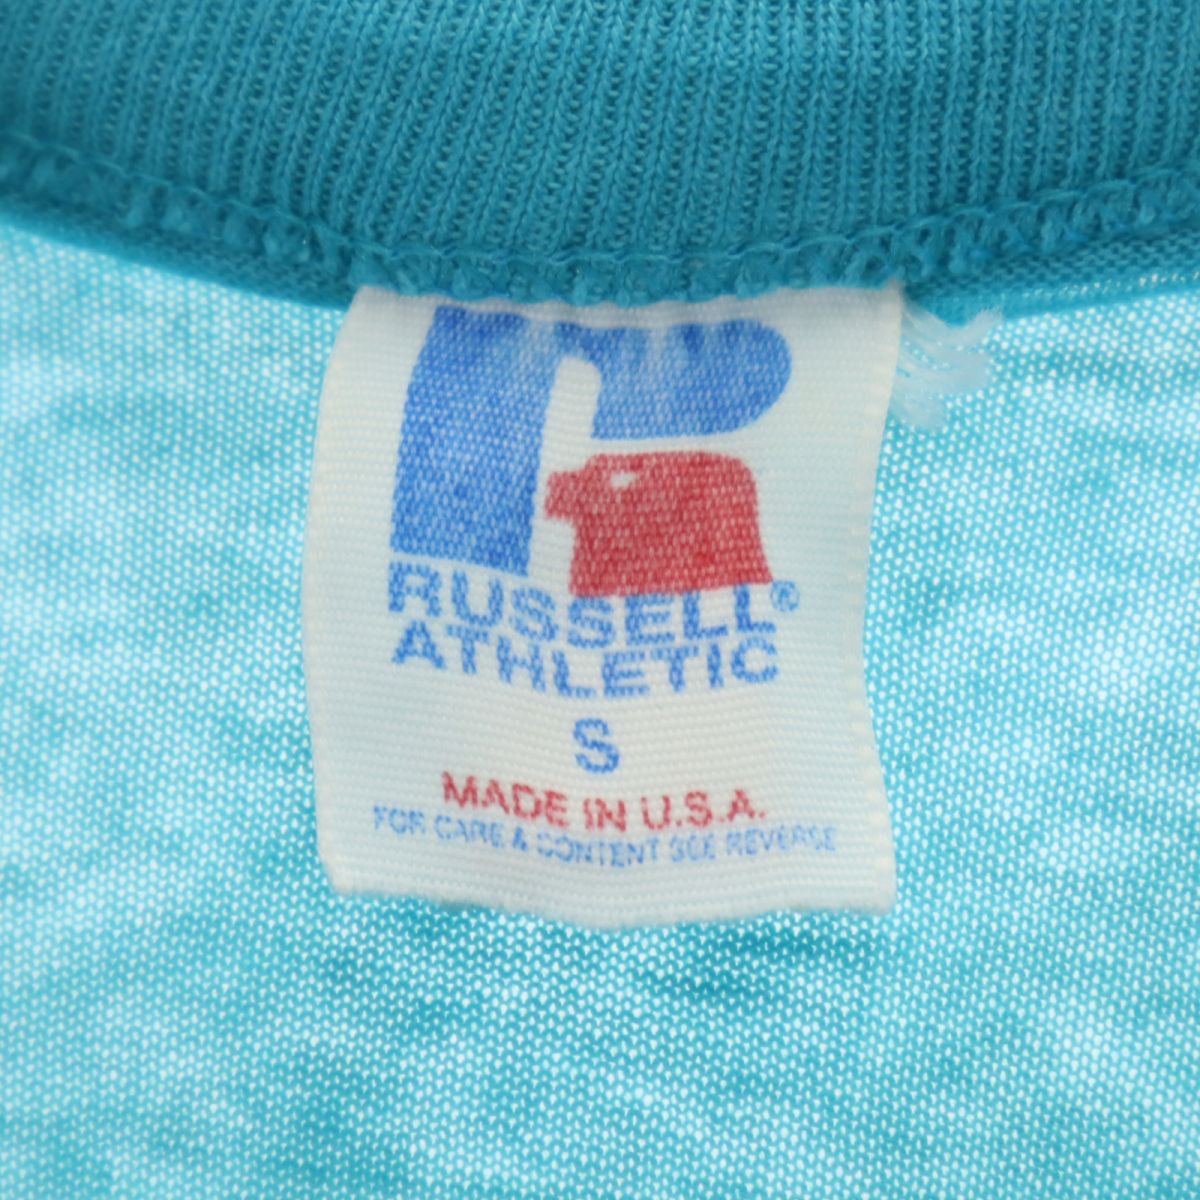 RUSSELL®
ATHLETIC
S
MADE IN U.S.A.
FOR CARE & CONTENT SEE REVERSE